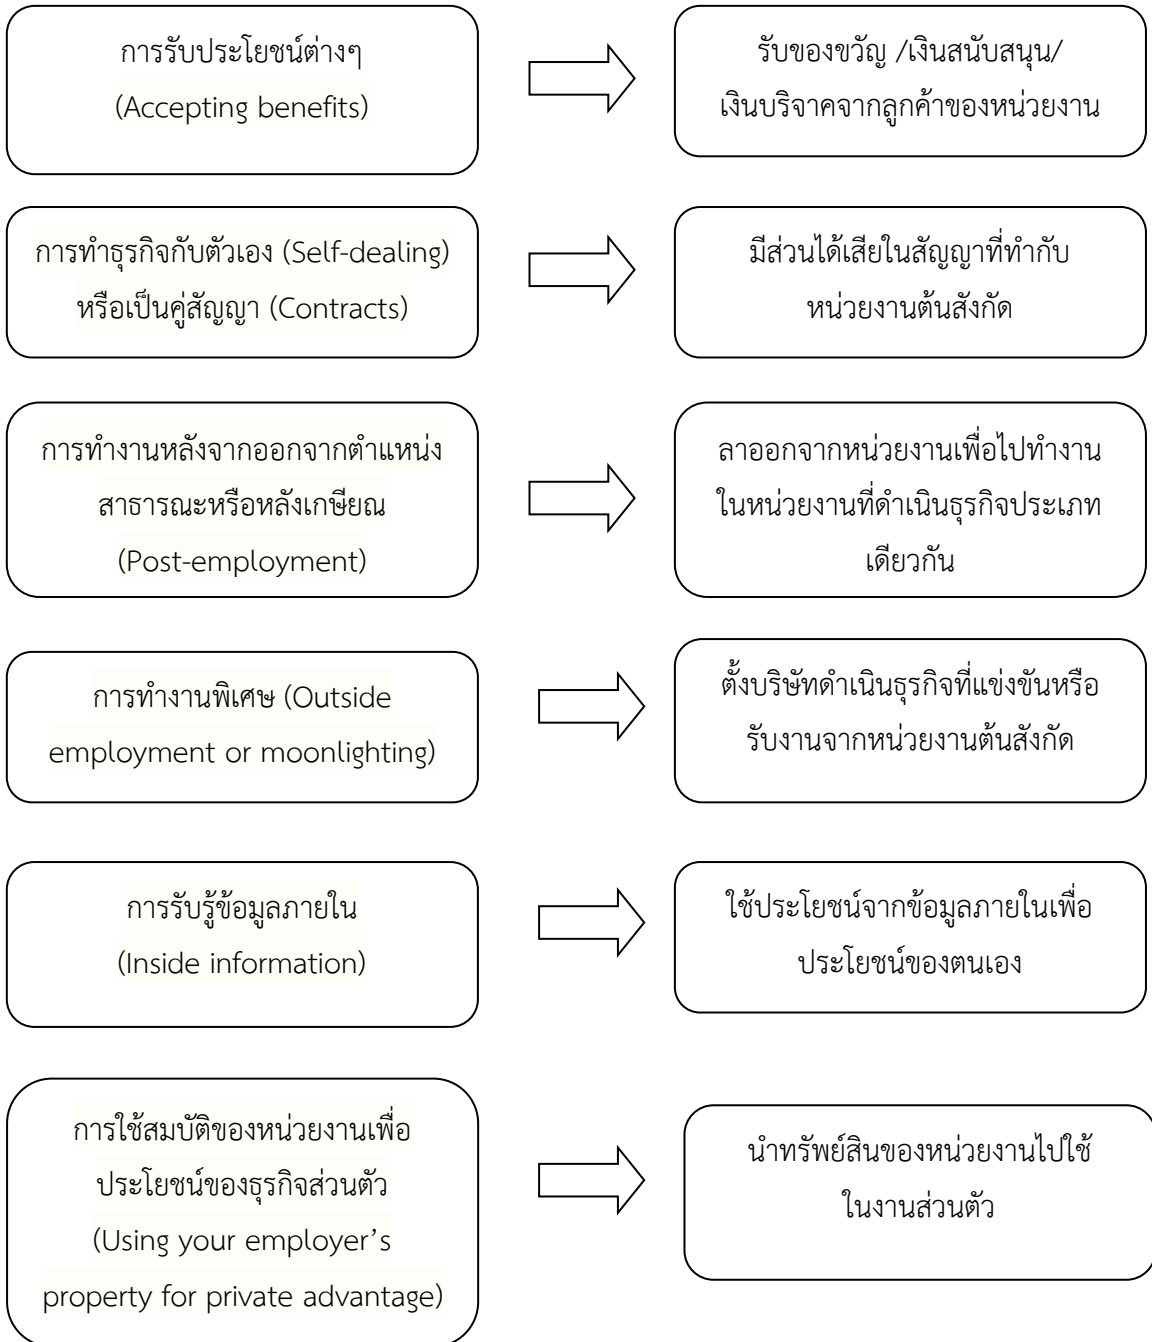 การรับประโยชน์ต่างๆ
(Accepting benefits)
รับของขวัญ /เงินสนับสนุน/
เงินบริจาคจากลูกค้าของหน่วยงาน
การทำธุรกิจกับตัวเอง (Self-dealing)
หรือเป็นคู่สัญญา (Contracts)
มีส่วนได้เสียในสัญญาที่ทำกับ
หน่วยงานต้นสังกัด
การทำงานหลังจากออกจากตำแหน่ง
สาธารณะหรือหลังเกษียณ
(Post-employment)
ลาออกจากหน่วยงานเพื่อไปทำงาน
ในหน่วยงานที่ดำเนินธุรกิจประเภท
เดียวกัน
การทำงานพิเศษ (Outside
employment or moonlighting)
ตั้งบริษัทดำเนินธุรกิจที่แข่งขันหรือ
รับงานจากหน่วยงานต้นสังกัด
การรับรู้ข้อมูลภายใน
(Inside information)
ใช้ประโยชน์จากข้อมูลภายในเพื่อ
ประโยชน์ของตนเอง
การใช้สมบัติของหน่วยงานเพื่อ
ประโยชน์ของธุรกิจส่วนตัว
(Using your employer’s
property for private advantage)
นำทรัพย์สินของหน่วยงานไปใช้
ในงานส่วนตัว